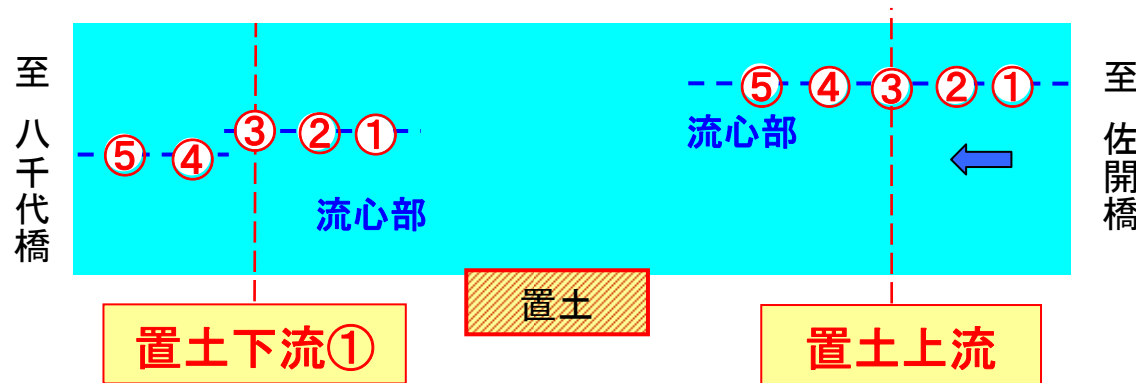 至 八千代橋
⑤ ④ ③ ② ①
流心部
置土下流①
置土
⑤ ④ ③ ② ①
流心部
置土上流
至 佐開橋